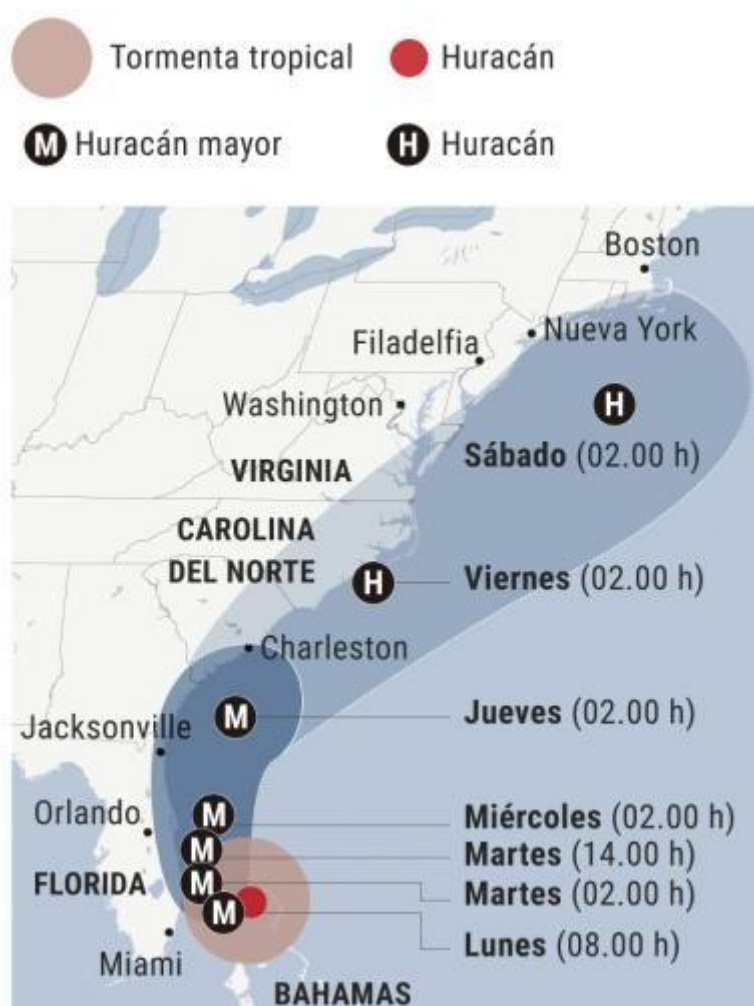 Tormenta tropical
Huracán
M Huracán mayor
H Huracán
Boston
Nueva York
Filadelfia
Washington
H
Sábado (02.00 h)
VIRGINIA
CAROLINA
DEL NORTE
H
Viernes (02.00 h)
Charleston
M
Jueves (02.00 h)
Jacksonville
Orlando
M
Miércoles (02.00 h)
M
Martes (14.00 h)
FLORIDA
M
Martes (02.00 h)
M
Lunes (08.00 h)
Miami
BAHAMAS